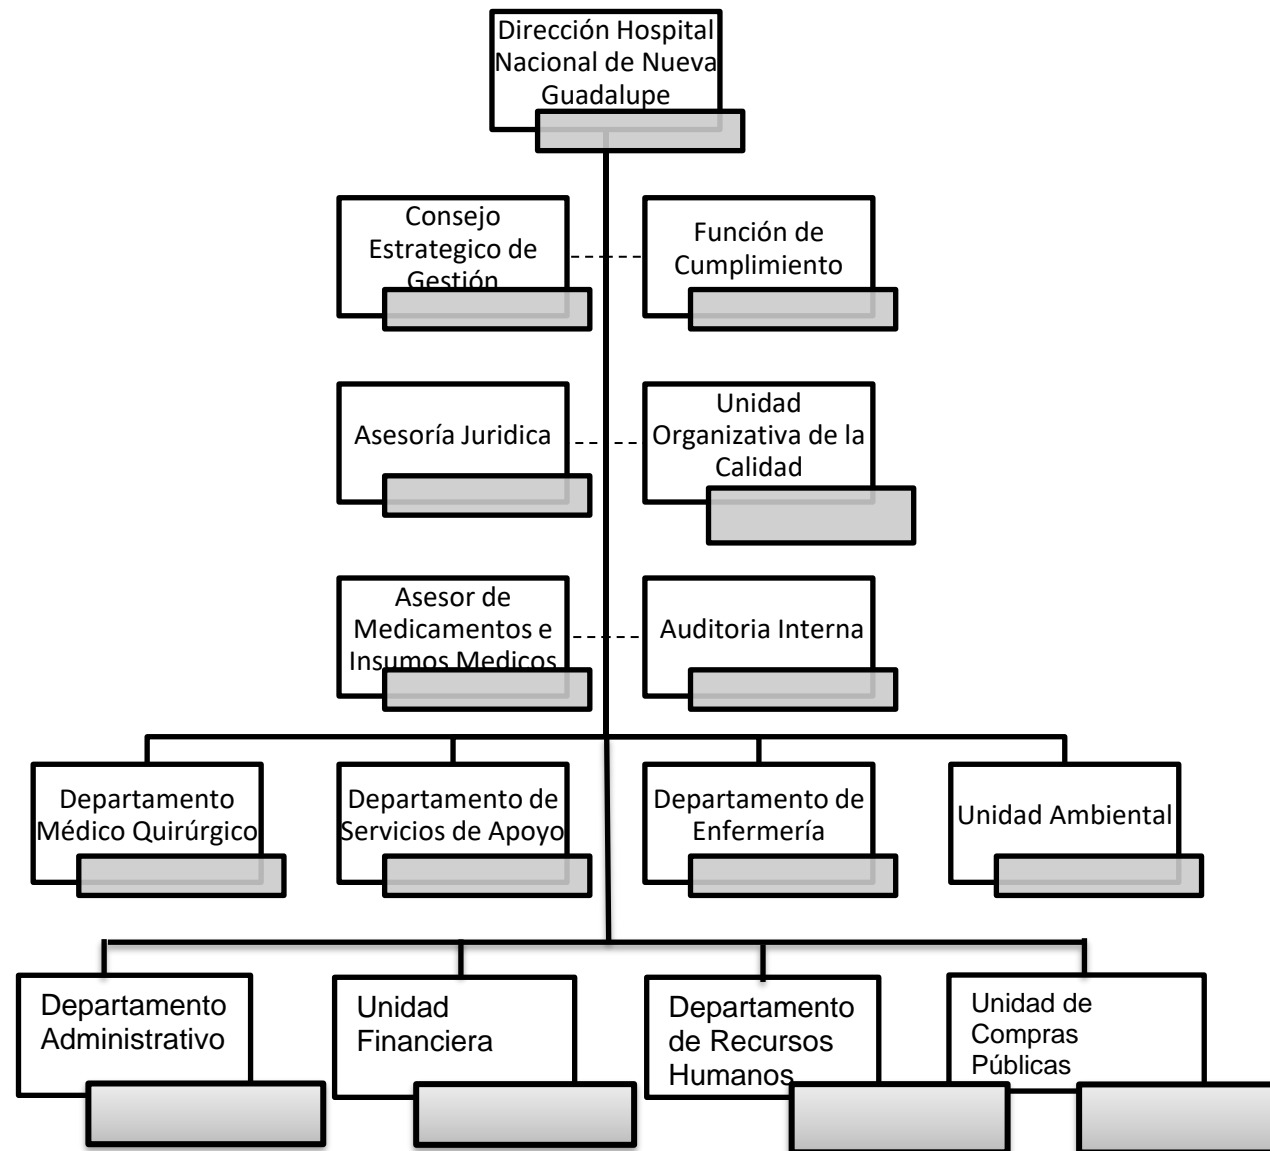 Dirección Hospital
Nacional de Nueva
Guadalupe
Consejo
Estrategico de
Gestión
Función de
Cumplimiento
Asesoría Juridica
Unidad
Organizativa de la
Calidad
Asesor de
Medicamentos e
Insumos Medicos
Auditoria Interna
Departamento
Médico Quirúrgico
Departamento de
Servicios de Apoyo
Departamento de
Enfermería
Unidad Ambiental
Departamento
Administrativo
Unidad
Financiera
Departamento
de Recursos
Humanos
Unidad de
Compras
Públicas